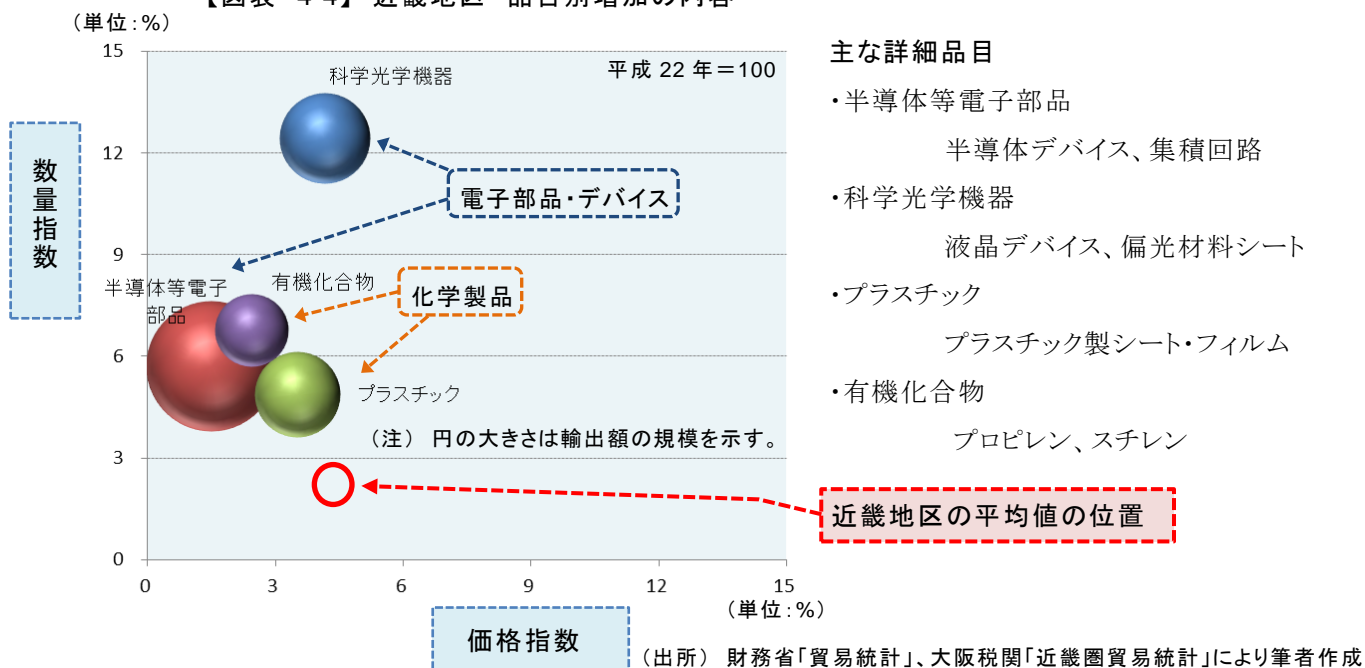 【図表 4-4】 近畿地区 品目別増加の内容
（単位：％）
15
12
9
6
3
0
0
3
6
9
12
15
（単位：％）
数量指数
価格指数
平成 22 年＝100
科学光学機器
電子部品・デバイス
半導体等電子
部品
有機化合物
化学製品
プラスチック
（注） 円の大きさは輸出額の規模を示す。
近畿地区の平均値の位置
主な詳細品目
・半導体等電子部品
半導体デバイス、集積回路
・科学光学機器
液晶デバイス、偏光材料シート
・プラスチック
プラスチック製シート・フィルム
・有機化合物
プロピレン、スチレン
（出所） 財務省「貿易統計」、大阪税関「近畿圏貿易統計」により筆者作成